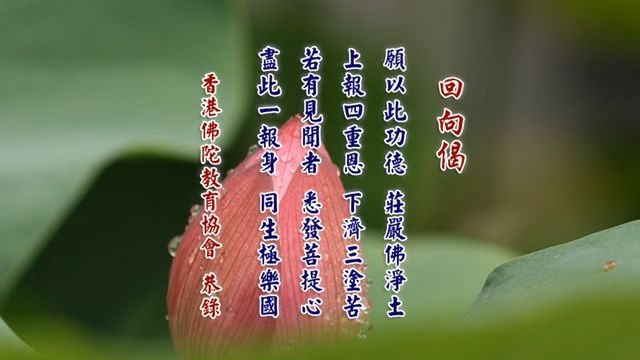 回向偈
願以此功德 莊嚴佛淨土
上報四重恩 下濟三塗苦
若有見聞者 悉發菩提心
盡此一報身 同生極樂國
香港佛陀教育協會 恭錄